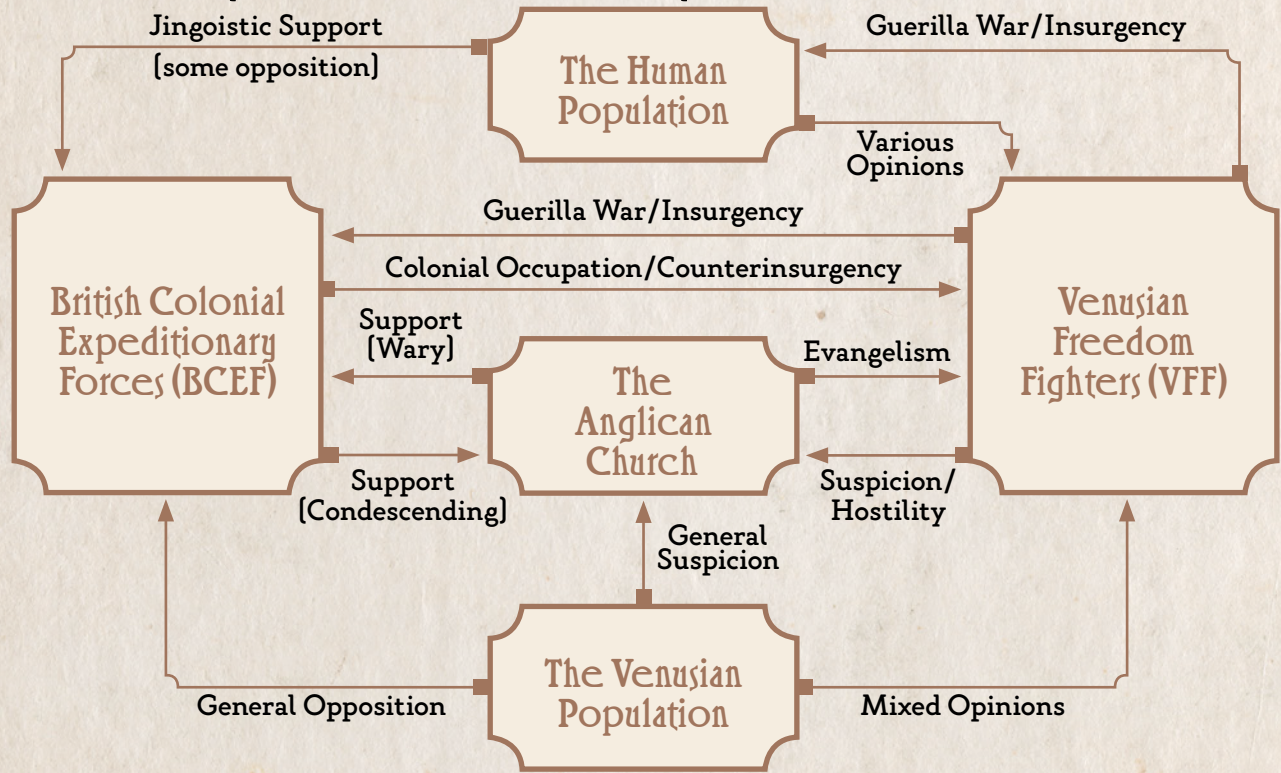 Jingoistic Support
(some opposition)
The Human
Population
Guerilla War/Insurgency
Various
Opinions
Guerilla War/Insurgency
Colonial Occupation/Counterinsurgency
British Colonial
Expeditionary
Forces (BCEF)
Support
(Wary)
The
Anglican
Church
Evangelism
Venusian
Freedom
Fighters (VFF)
Support
(Condescending)
Suspicion/
Hostility
General
Suspicion
The Venusian
Population
General Opposition
Mixed Opinions